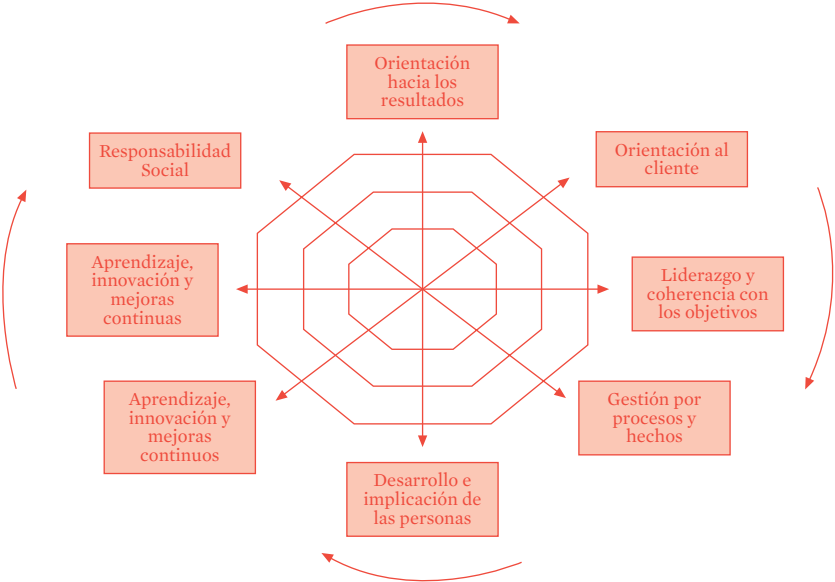 Orientación
hacia los
resultados
Orientación al
cliente
Liderazgo y
coherencia con
los objetivos
Gestión por
procesos y
hechos
Desarrollo e
implicación de
las personas
Aprendizaje,
innovación y
mejoras
continuos
Aprendizaje,
innovación y
mejoras
continuas
Responsabilidad
Social